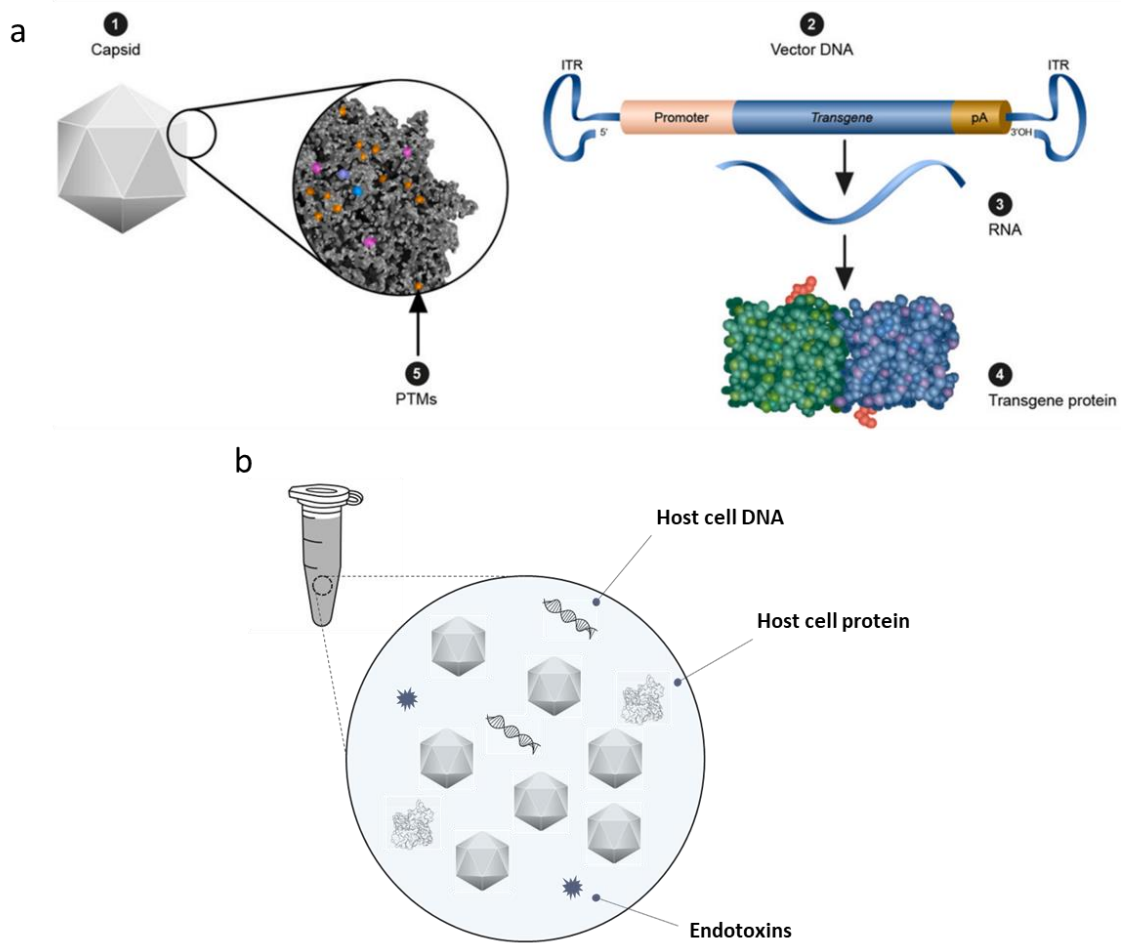 a
1
Capsid
2
Vector DNA
ITR
ITR
5'
Promoter
Transgene
pA
3'OH
3
RNA
4
Transgene protein
5
PTMs
b
Host cell DNA
Host cell protein
Endotoxins